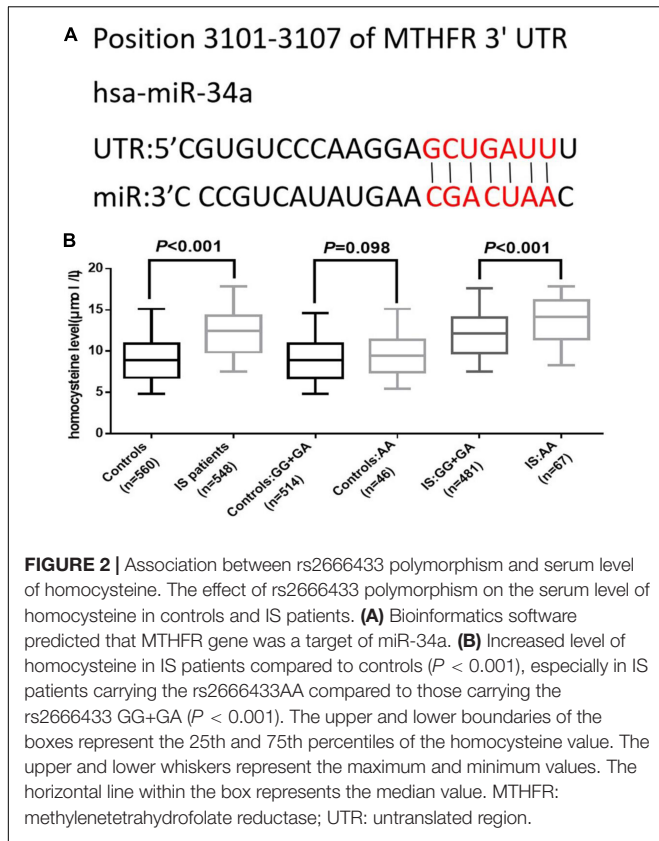 A Position 3101-3107 of MTHFR 3' UTR
hsa-miR-34a
UTR:5'CGUGUCCCAAGGAGCUGAUUU
miR:3'C CCGUCAUAUGAA CGA CUAAC
B
P<0.001 P=0.098 P<0.001
homocysteine level(μmol /l)
20
15
10
5
0
Controls
(n=560)
IS patients
(n=548)
Controls:GG+GA
(n=514)
Controls:AA
(n=46)
IS:GG+GA
(n=481)
IS:AA
(n=67)
FIGURE 2 | Association between rs2666433 polymorphism and serum level
of homocysteine. The effect of rs2666433 polymorphism on the serum level of
homocysteine in controls and IS patients. (A) Bioinformatics software
predicted that MTHFR gene was a target of miR-34a. (B) Increased level of
homocysteine in IS patients compared to controls (P < 0.001), especially in IS
patients carrying the rs2666433AA compared to those carrying the
rs2666433 GG+GA (P < 0.001). The upper and lower boundaries of the
boxes represent the 25th and 75th percentiles of the homocysteine value. The
upper and lower whiskers represent the maximum and minimum values. The
horizontal line within the box represents the median value. MTHFR:
methylenetetrahydrofolate reductase; UTR: untranslated region.